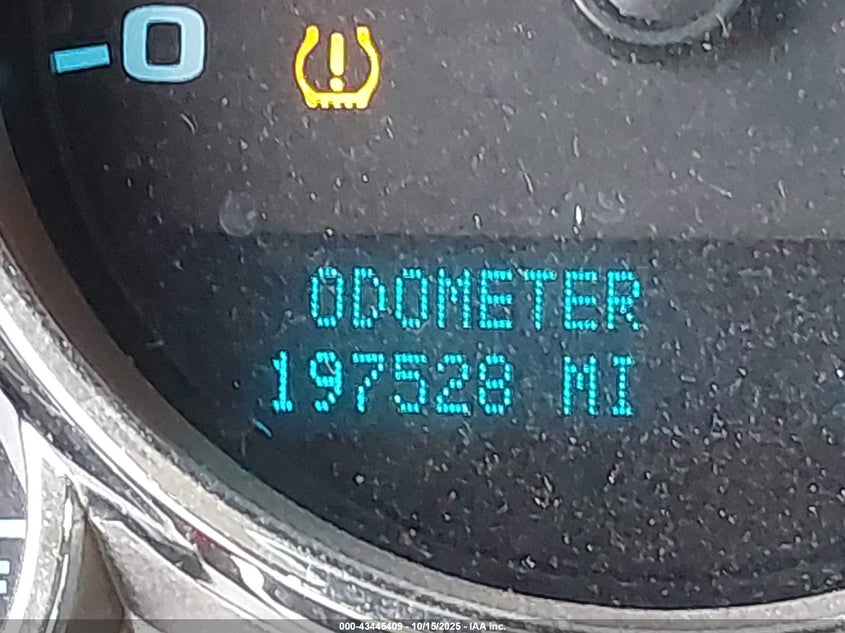 0
ODOMETER
197528 MI
000-43445409 - 10/15/2025 - IAA Inc.